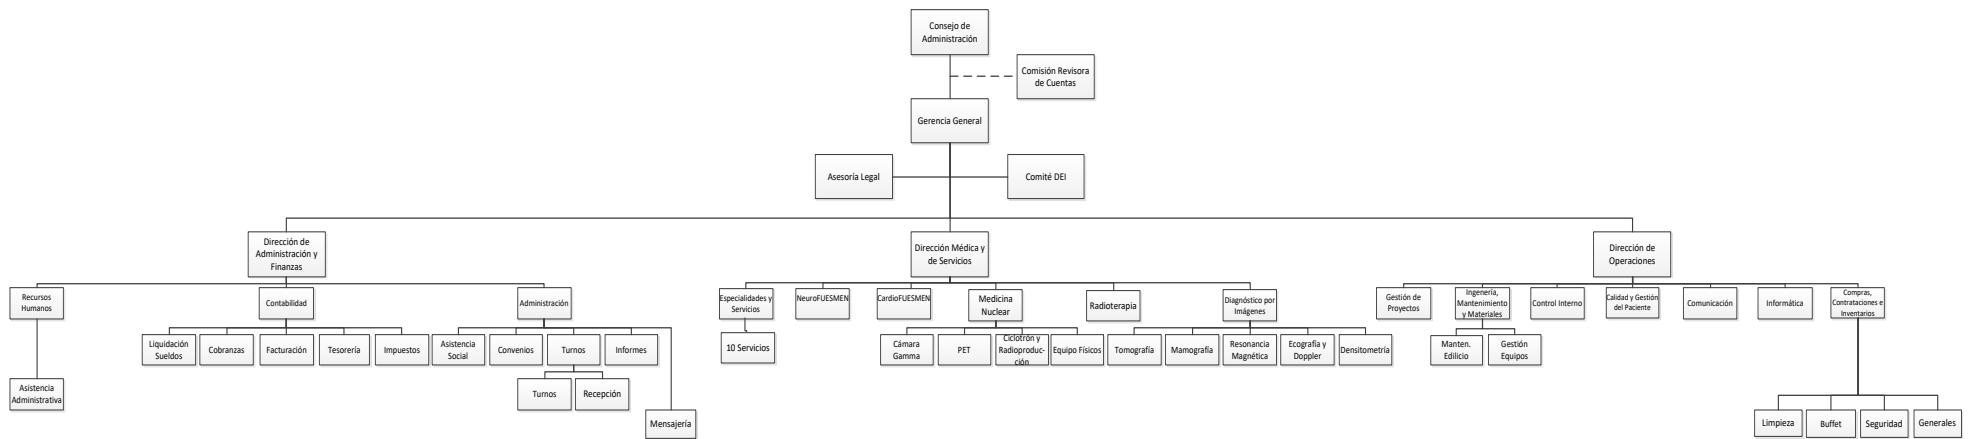 Consejo de
Administración
Comisión Revisora
de Cuentas
Gerencia General
Asesoría Legal
Comité DEI
Dirección de
Administración y
Finanzas
Dirección Médica y
de Servicios
Dirección de
Operaciones
Recursos
Humanos
Contabilidad
Administración
Especialidades y
Servicios
NeuroFUESMEN
CardioFUESMEN
Medicina
Nuclear
Radioterapia
Diagnóstico por
Imágenes
Gestión de
Proyectos
Ingenería,
Mantenimiento
y Materiales
Control Interno
Calidad y Gestión
del Paciente
Comunicación
Informática
Compras,
Contrataciones e
Inventarios
Liquidación
Sueldos
Cobranzas
Facturación
Tesorería
Impuestos
Asistencia
Social
Convenios
Turnos
Informes
10 Servicios
Cámara
Gamma
PET
Ciclotrón y
Radioproduc-
ción
Equipo Físicos
Tomografía
Mamografía
Resonancia
Magnética
Ecografía y
Doppler
Densitometría
Manten.
Edilicio
Gestión
Equipos
Asistencia
Administrativa
Turnos
Recepción
Mensajería
Limpieza
Buffet
Seguridad
Generales